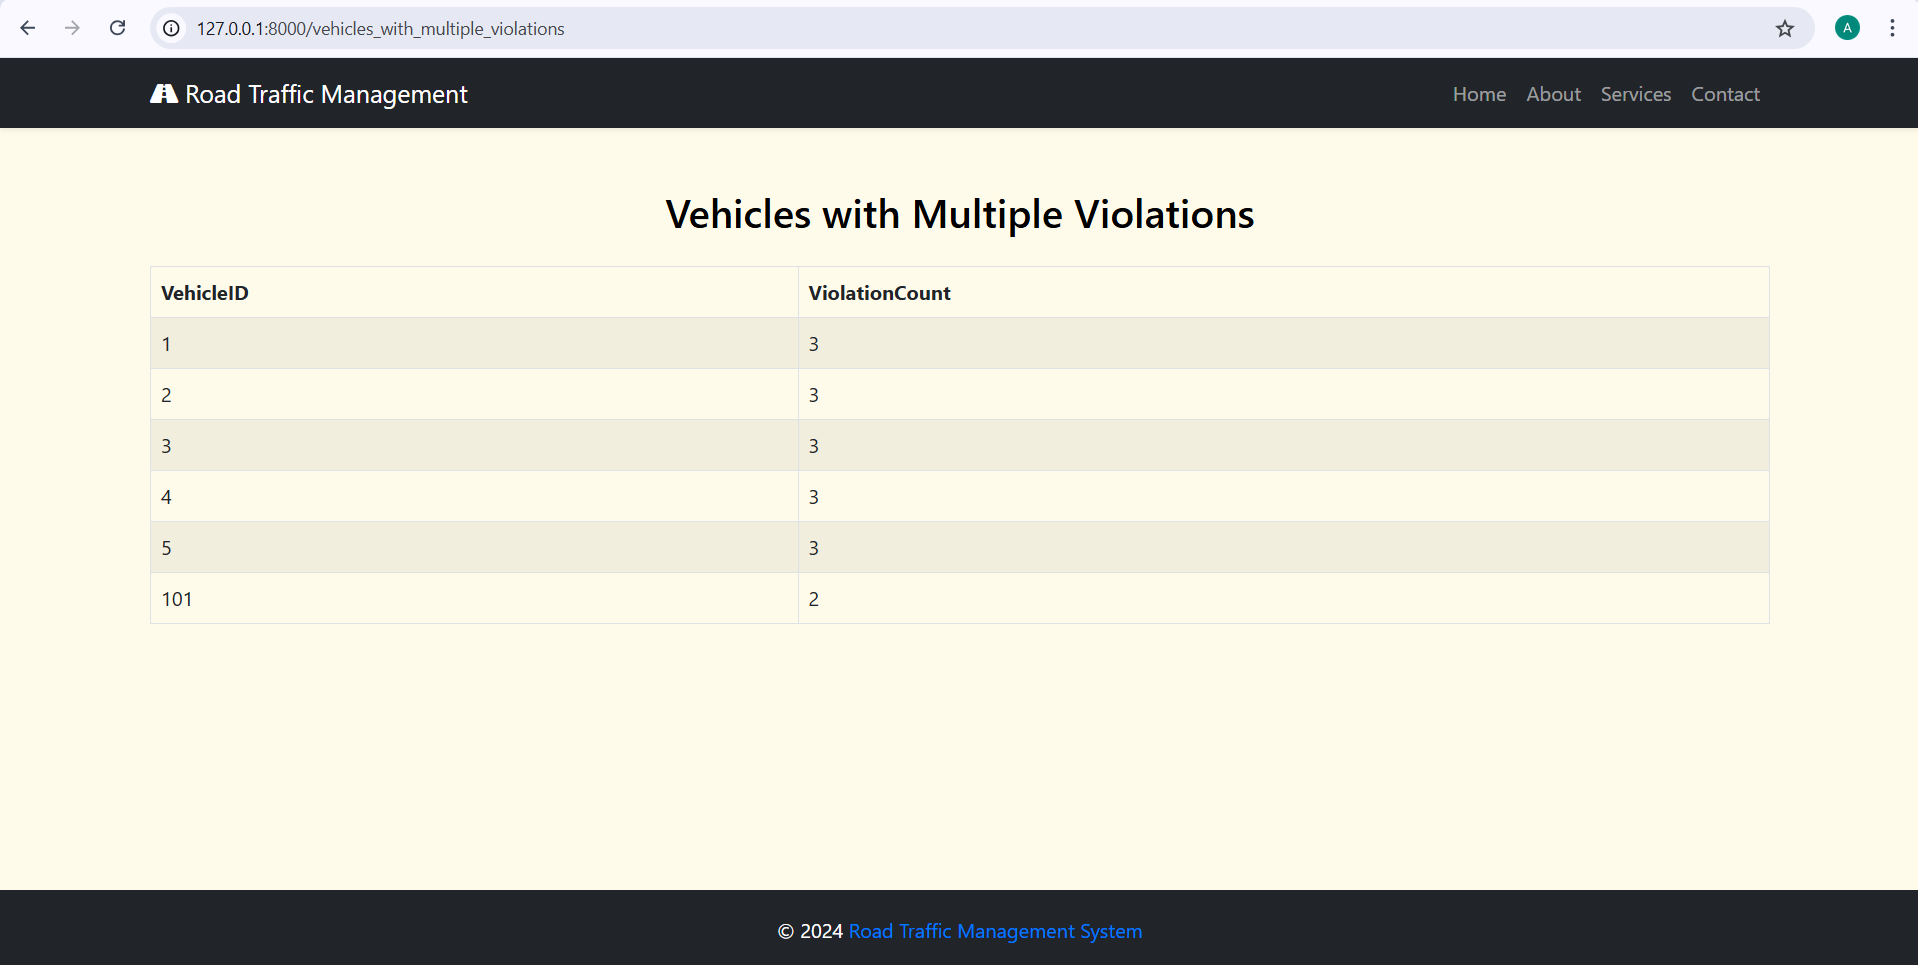 127.0.0.1:8000/vehicles_with_multiple_violations
A
Road Traffic Management
Home About Services Contact
Vehicles with Multiple Violations
VehicleID ViolationCount
1 3
2 3
3 3
4 3
5 3
101 2
© 2024 Road Traffic Management System